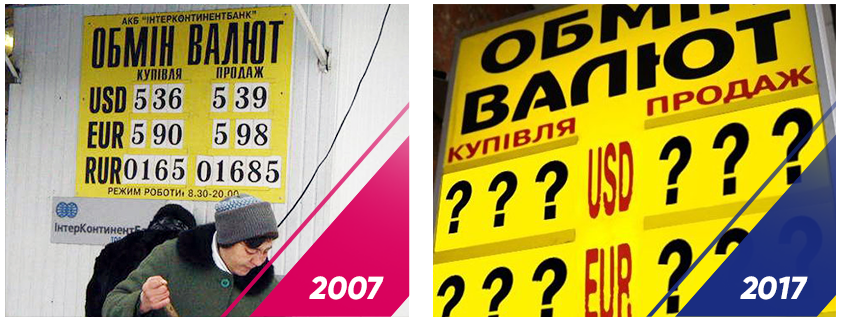 АКБ "ІНТЕРКОНТИНЕНТБАНК"
ОБМІН ВАЛЮТ
КУПІВЛЯ ПРОДАЖ
USD 5 36 5 39
EUR 5 90 5 98
RUR 0165 01685
РЕЖИМ РОБОТИ: 8.30-20.00
2007
ОБМІН
ВАЛЮТ
КУПІВЛЯ ПРОДАЖ
? ? ? USD ? ? ?
? ? ? EUR ? ? ?
2017